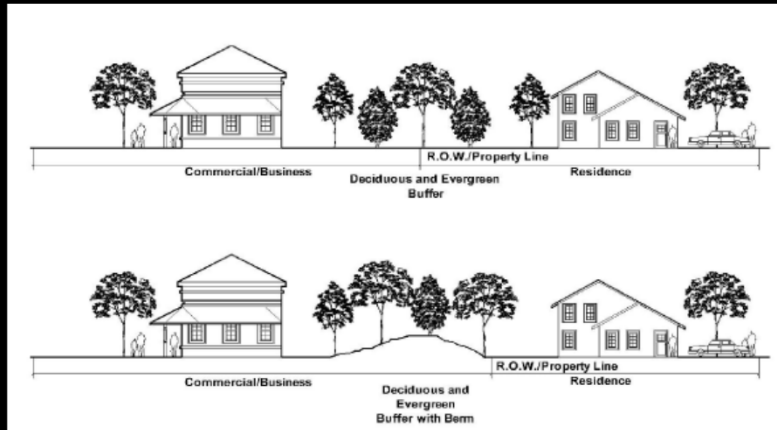 R.O.W./Property Line
Commercial/Business
Deciduous and Evergreen
Buffer
Residence
R.O.W./Property Line
Commercial/Business
Deciduous and
Evergreen
Buffer with Berm
Residence